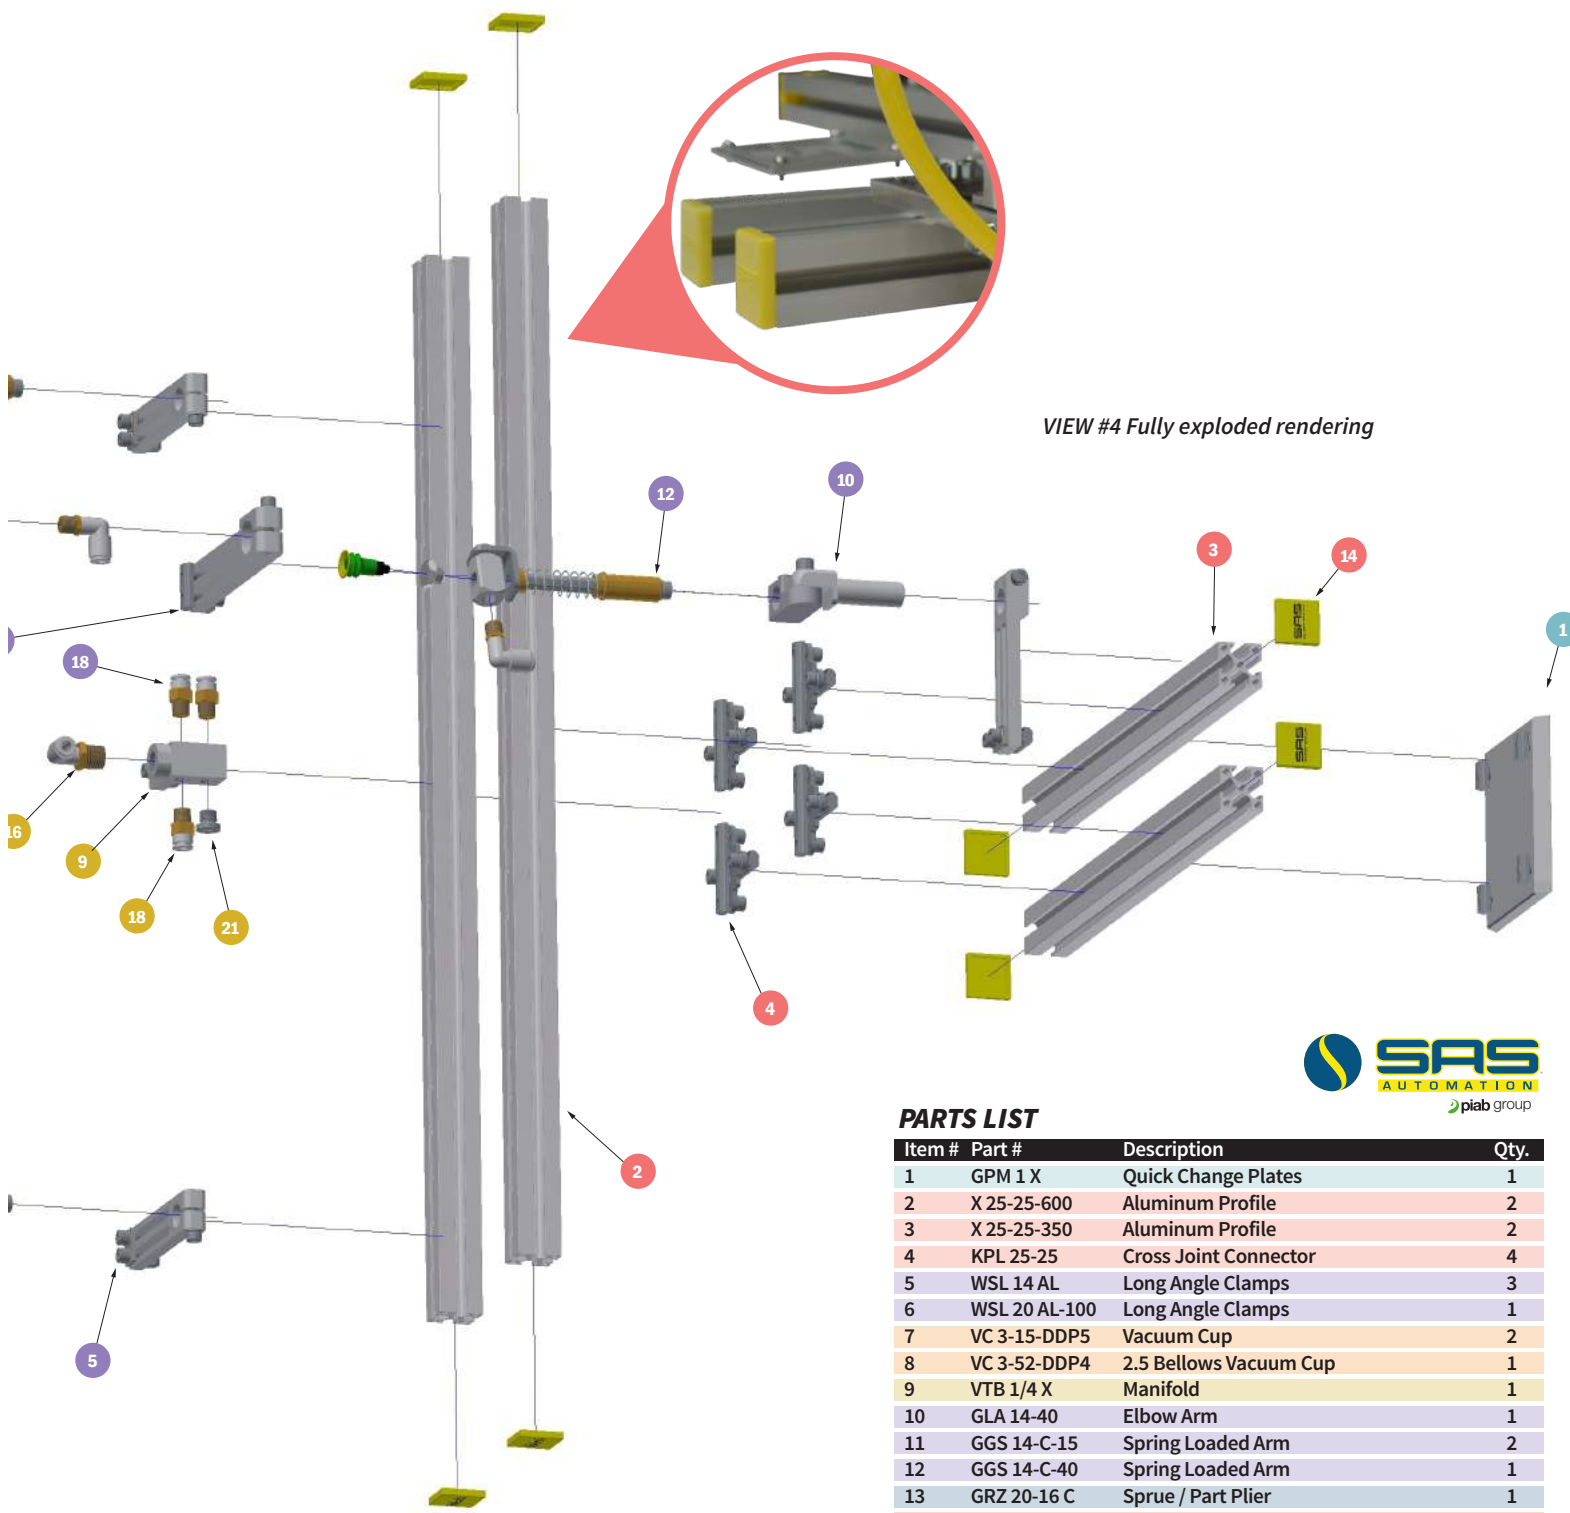 VIEW #4 Fully exploded rendering
12
10
3
14
1
18
16
9
18
21
4
2
5
SAS
SAS
SAS
AUTOMATION
piab group
PARTS LIST
Item # Part # Description Qty.
1 GPM 1 X Quick Change Plates 1
2 X 25-25-600 Aluminum Profile 2
3 X 25-25-350 Aluminum Profile 2
4 KPL 25-25 Cross Joint Connector 4
5 WSL 14 AL Long Angle Clamps 3
6 WSL 20 AL-100 Long Angle Clamps 1
7 VC 3-15-DDP5 Vacuum Cup 2
8 VC 3-52-DDP4 2.5 Bellows Vacuum Cup 1
9 VTB 1/4 X Manifold 1
10 GLA 14-40 Elbow Arm 1
11 GGS 14-C-15 Spring Loaded Arm 2
12 GGS 14-C-40 Spring Loaded Arm 1
13 GRZ 20-16 C Sprue / Part Plier 1